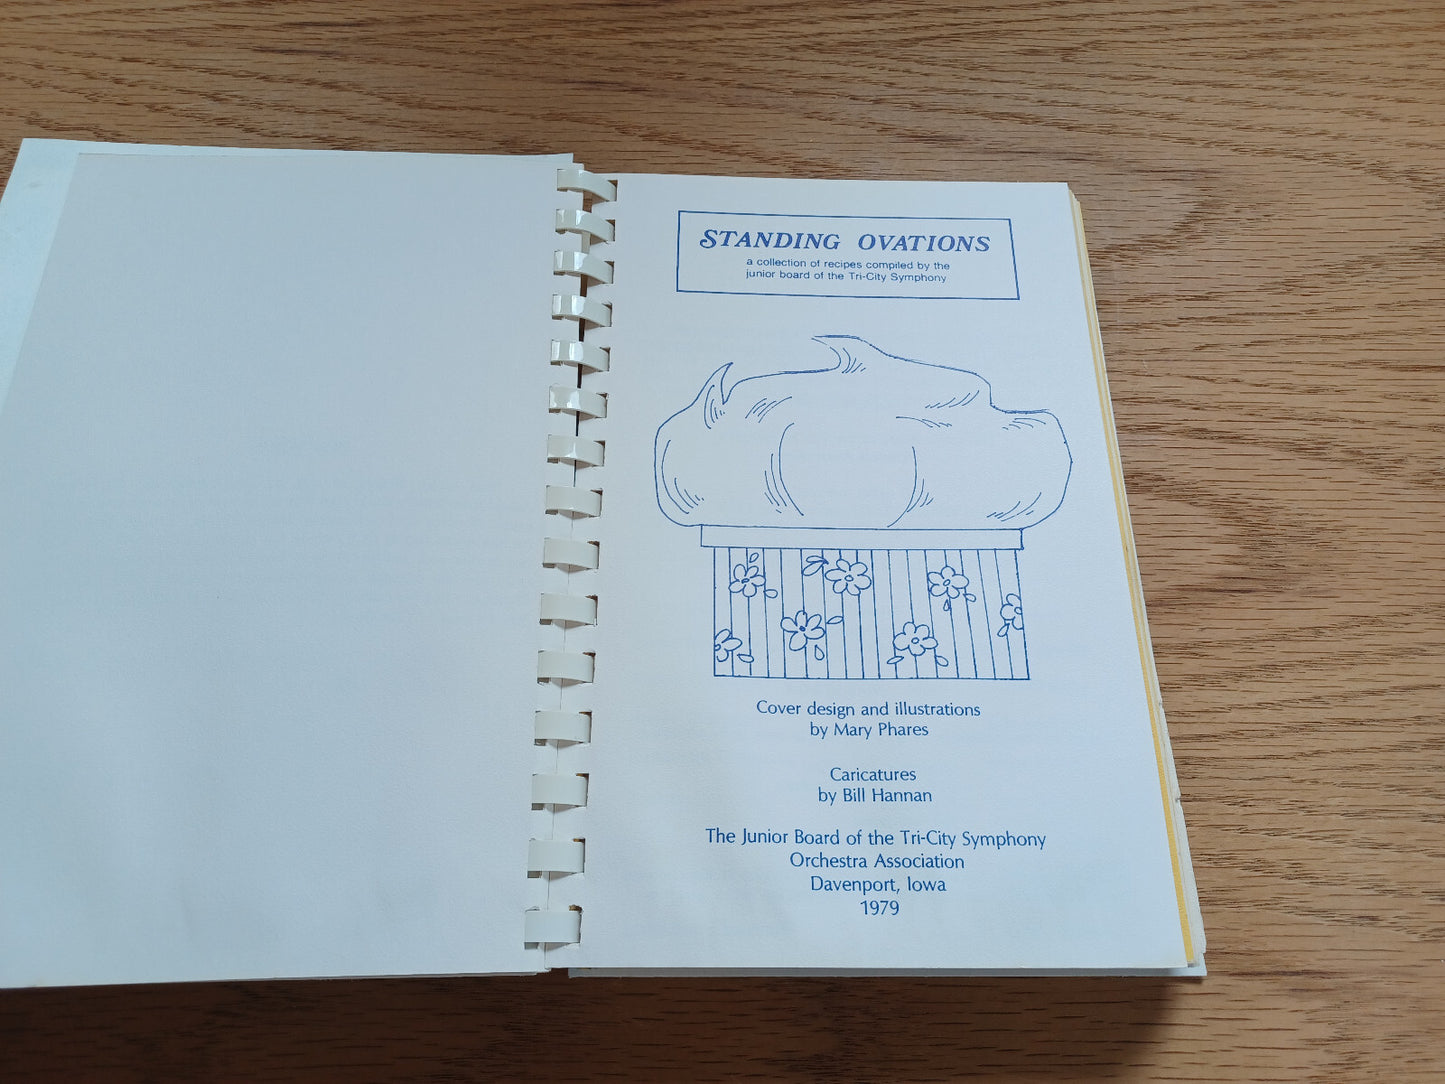 STANDING OVATIONS
a collection of recipes compiled by the
junior board of the Tri-City Symphony
Cover design and illustrations
by Mary Phares
Caricatures
by Bill Hannan
The Junior Board of the Tri-City Symphony
Orchestra Association
Davenport, Iowa
1979